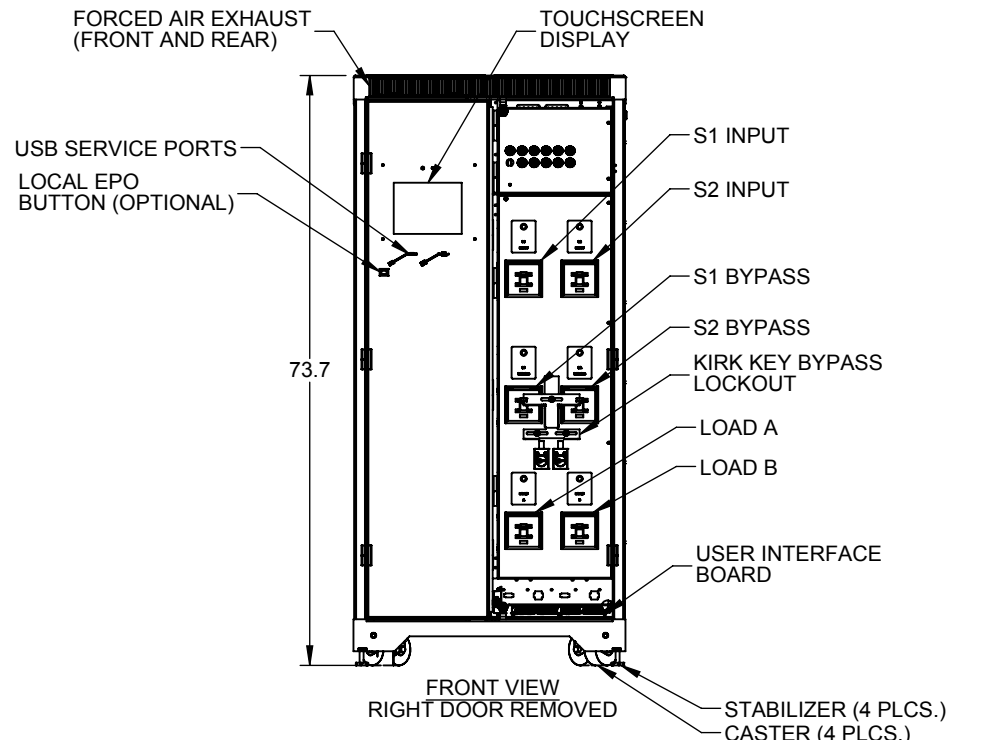 FORCED AIR EXHAUST
(FRONT AND REAR)
TOUCHSCREEN
DISPLAY
USB SERVICE PORTS
LOCAL EPO
BUTTON (OPTIONAL)
S1 INPUT
S2 INPUT
S1 BYPASS
S2 BYPASS
KIRK KEY BYPASS
LOCKOUT
73.7
LOAD A
LOAD B
USER INTERFACE
BOARD
FRONT VIEW
RIGHT DOOR REMOVED
STABILIZER (4 PLCS.)
CASTER (4 PLCS.)